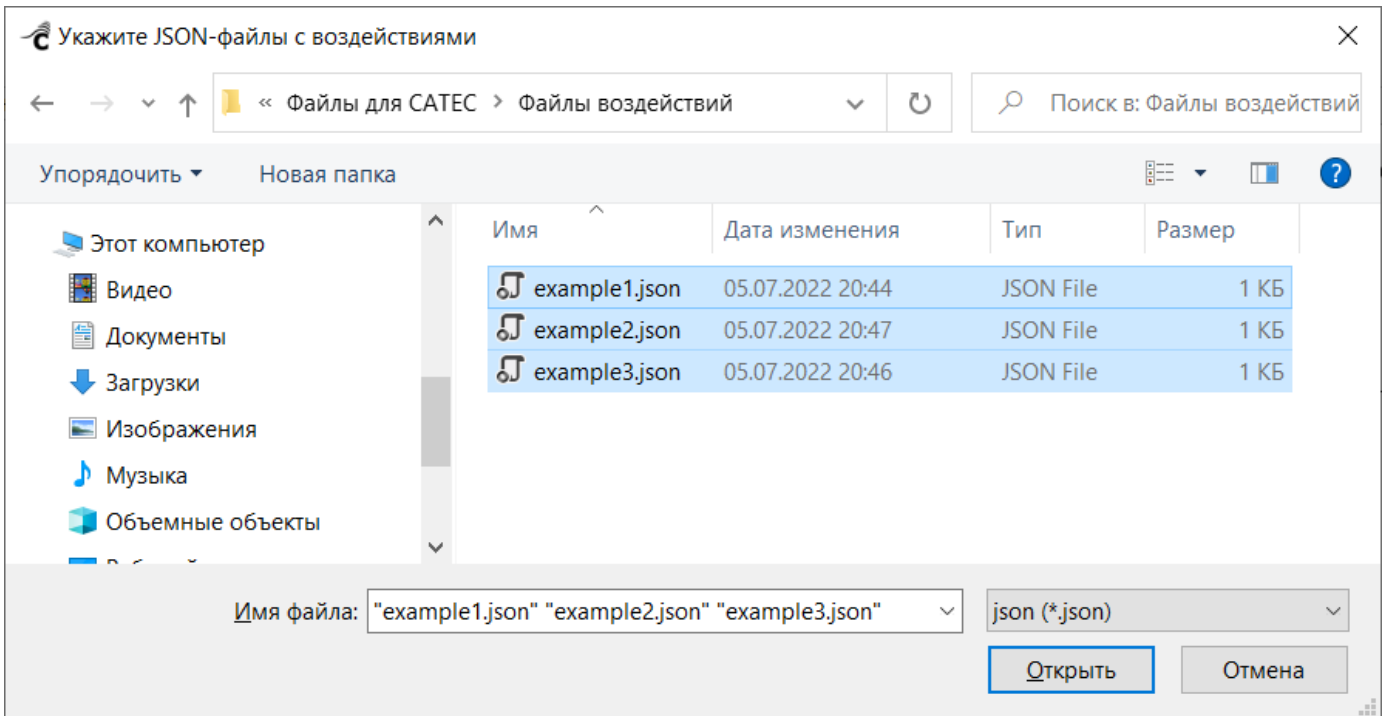 Укажите JSON-файлы с воздействиями
« Файлы для CATEC > Файлы воздействий
Поиск в: Файлы воздействий
Упорядочить
Новая папка
?
Этот компьютер
Видео
Документы
Загрузки
Изображения
Музыка
Объемные объекты
Имя Дата изменения Тип Размер
example1.json 05.07.2022 20:44 JSON File 1 КБ
example2.json 05.07.2022 20:47 JSON File 1 КБ
example3.json 05.07.2022 20:46 JSON File 1 КБ
Имя файла: "example1.json" "example2.json" "example3.json"
json (*.json)
Открыть
Отмена